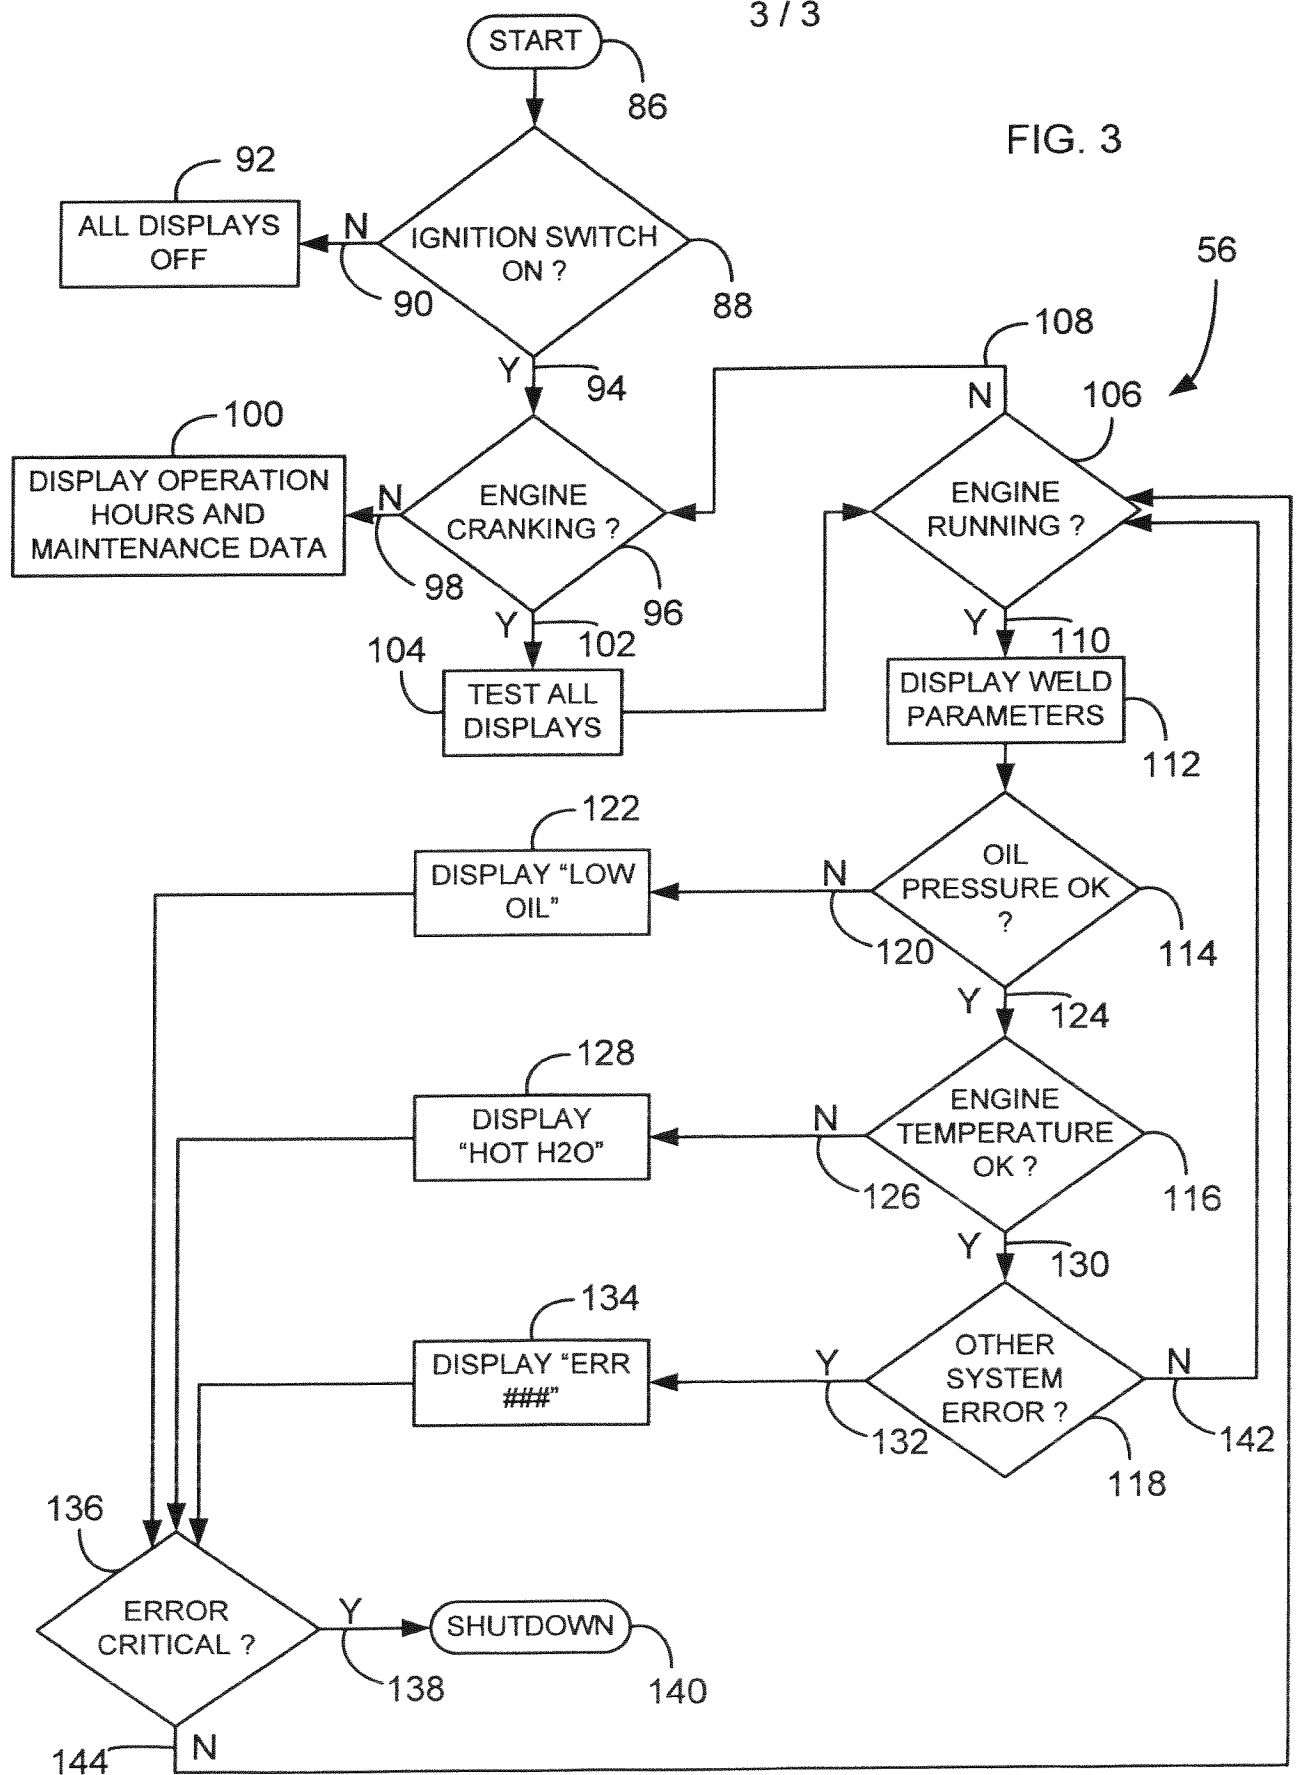 3 / 3
START
86
FIG. 3
92
ALL DISPLAYS
OFF
N
90
IGNITION SWITCH
ON ?
88
56
Y
94
108
N
106
100
DISPLAY OPERATION
HOURS AND
MAINTENANCE DATA
N
98
ENGINE
CRANKING ?
96
ENGINE
RUNNING ?
Y
102
104
TEST ALL
DISPLAYS
Y
110
DISPLAY WELD
PARAMETERS
112
122
DISPLAY “LOW
OIL”
N
120
OIL
PRESSURE OK
?
114
Y
124
128
DISPLAY
“HOT H2O”
N
126
ENGINE
TEMPERATURE
OK ?
116
Y
130
134
DISPLAY “ERR
###”
Y
132
OTHER
SYSTEM
ERROR ?
118
N
142
136
ERROR
CRITICAL ?
Y
138
SHUTDOWN
140
144
N